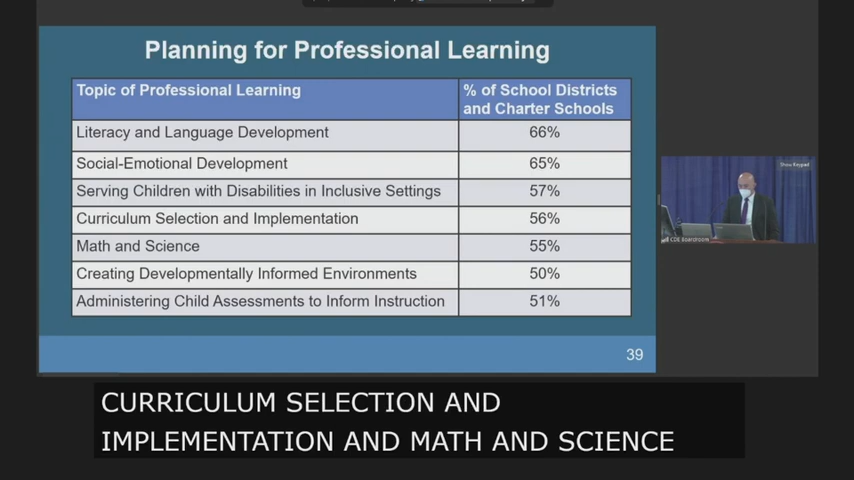 Planning for Professional Learning
Topic of Professional Learning
% of School Districts
and Charter Schools
Literacy and Language Development
66%
Social-Emotional Development
65%
Serving Children with Disabilities in Inclusive Settings
57%
Curriculum Selection and Implementation
56%
Math and Science
55%
Creating Developmentally Informed Environments
50%
Administering Child Assessments to Inform Instruction
51%
39
Show Keypad
CDE Boardroom
CURRICULUM SELECTION AND
IMPLEMENTATION AND MATH AND SCIENCE